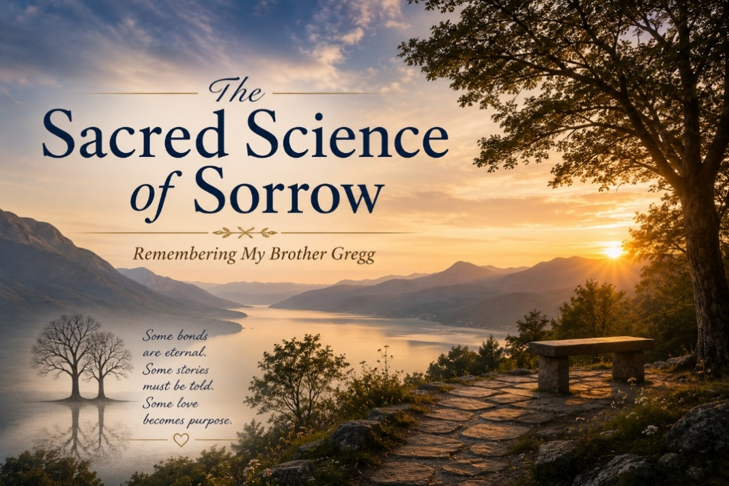 The
Sacred Science
of Sorrow
Remembering My Brother Gregg
Some bonds
are eternal.
Some stories
must be told.
Some love
becomes purpose.